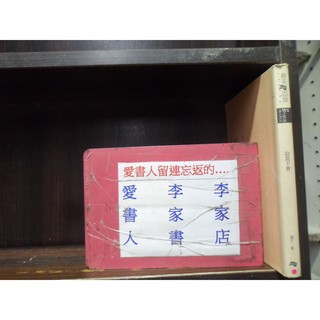 愛書人留連忘返的....
愛 李 李
書 家 家
人 書 店